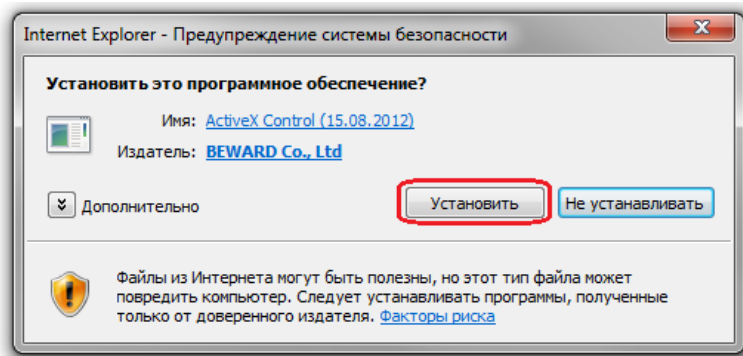 Internet Explorer - Предупреждение системы безопасности
Установить это программное обеспечение?
Имя: ActiveX Control (15.08.2012)
Издатель: BEWARD Co., Ltd
Дополнительно Установить Не устанавливать
Файлы из Интернета могут быть полезны, но этот тип файла может
повредить компьютер. Следует устанавливать программы, полученные
только от доверенного издателя. Факторы риска